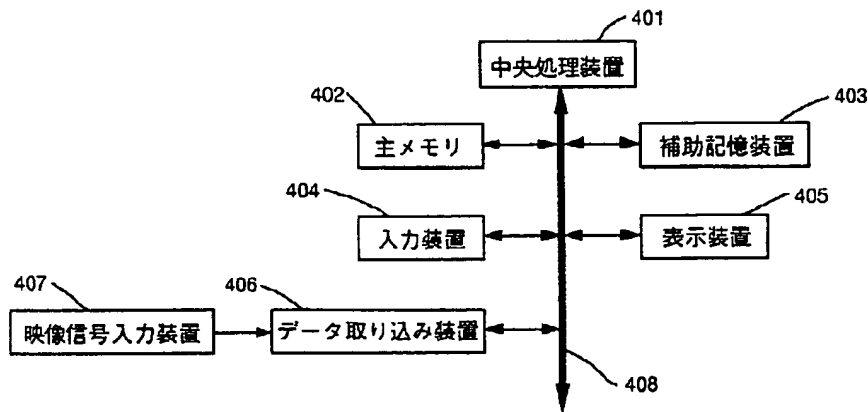 401
中央処理装置
402
403
主メモリ
補助記憶装置
404
405
入力装置
表示装置
407
406
映像信号入力装置
データ取り込み装置
408